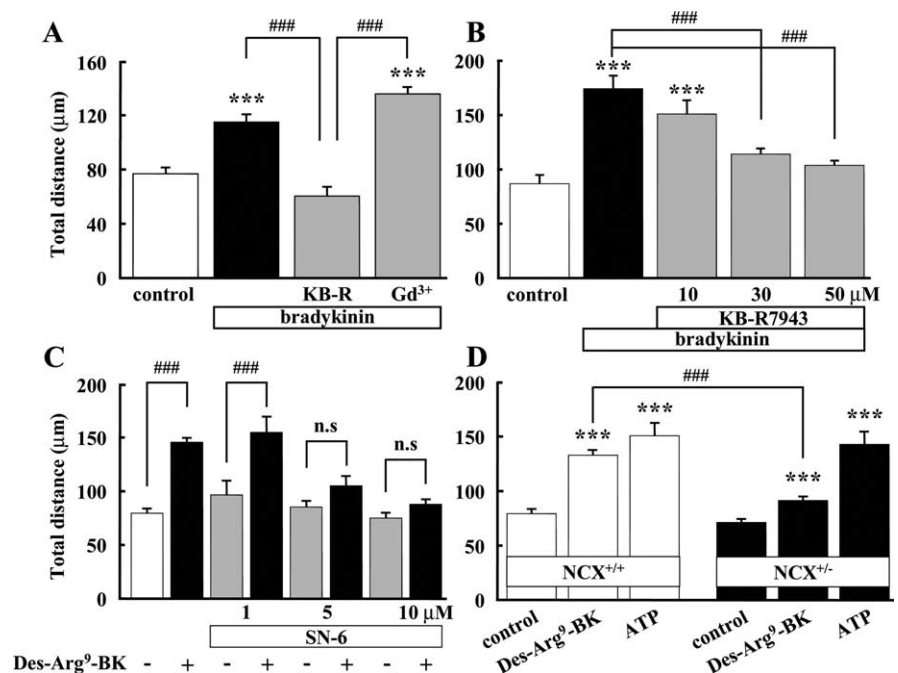 A
###
###
Total distance (μm)
160
120
80
40
0
***
***
control
KB-R
Gd³⁺
bradykinin
B
###
###
200
150
100
50
0
***
***
control
10
30
50 μM
KB-R7943
bradykinin
C
###
###
n.s
n.s
Total distance (μm)
200
150
100
50
0
1
5
10 μM
SN-6
Des-Arg⁹-BK - + - + - + - +
D
###
200
150
100
50
0
***
***
***
***
NCX⁺/⁺
NCX⁺/⁻
control
Des-Arg⁹-BK
ATP
control
Des-Arg⁹-BK
ATP